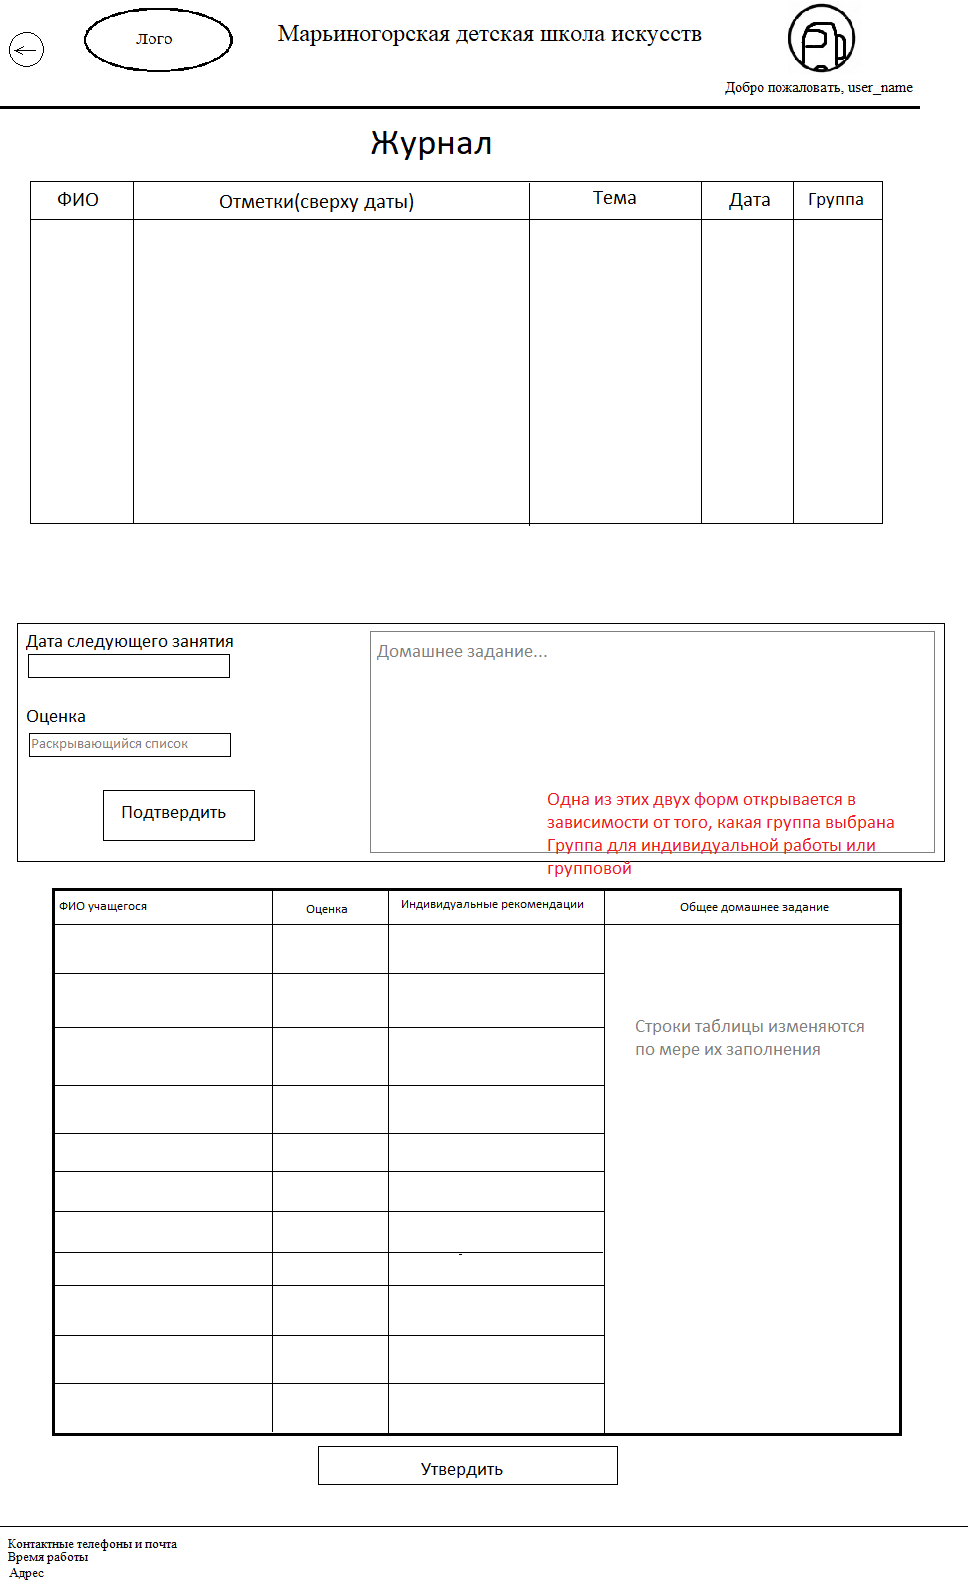 Лого
Марьиногорская детская школа искусств
Добро пожаловать, user_name
Журнал
ФИО
Отметки(сверху даты)
Тема
Дата
Группа
Дата следующего занятия
Домашнее задание...
Оценка
Раскрывающийся список
Подтвердить
Одна из этих двух форм открывается в
зависимости от того, какая группа выбрана
Группа для индивидуальной работы или
групповой
ФИО учащегося
Оценка
Индивидуальные рекомендации
Общее домашнее задание
Строки таблицы изменяются
по мере их заполнения
Утвердить
Контактные телефоны и почта
Время работы
Адрес